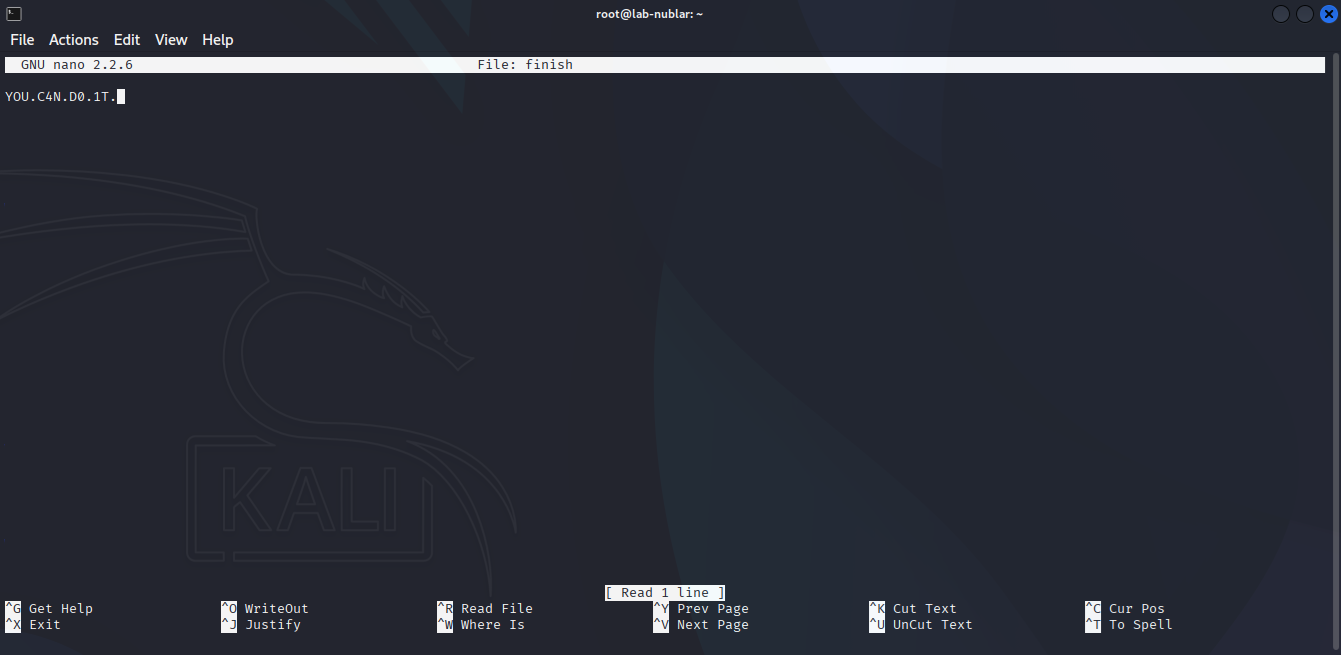 root@lab-nublar: ~
File Actions Edit View Help
GNU nano 2.2.6 File: finish
YOU.C4N.D0.1T.
KALI
[ Read 1 line ]
^G Get Help ^O WriteOut ^R Read File ^Y Prev Page ^K Cut Text ^C Cur Pos
^X Exit ^J Justify ^W Where Is ^V Next Page ^U UnCut Text ^T To Spell